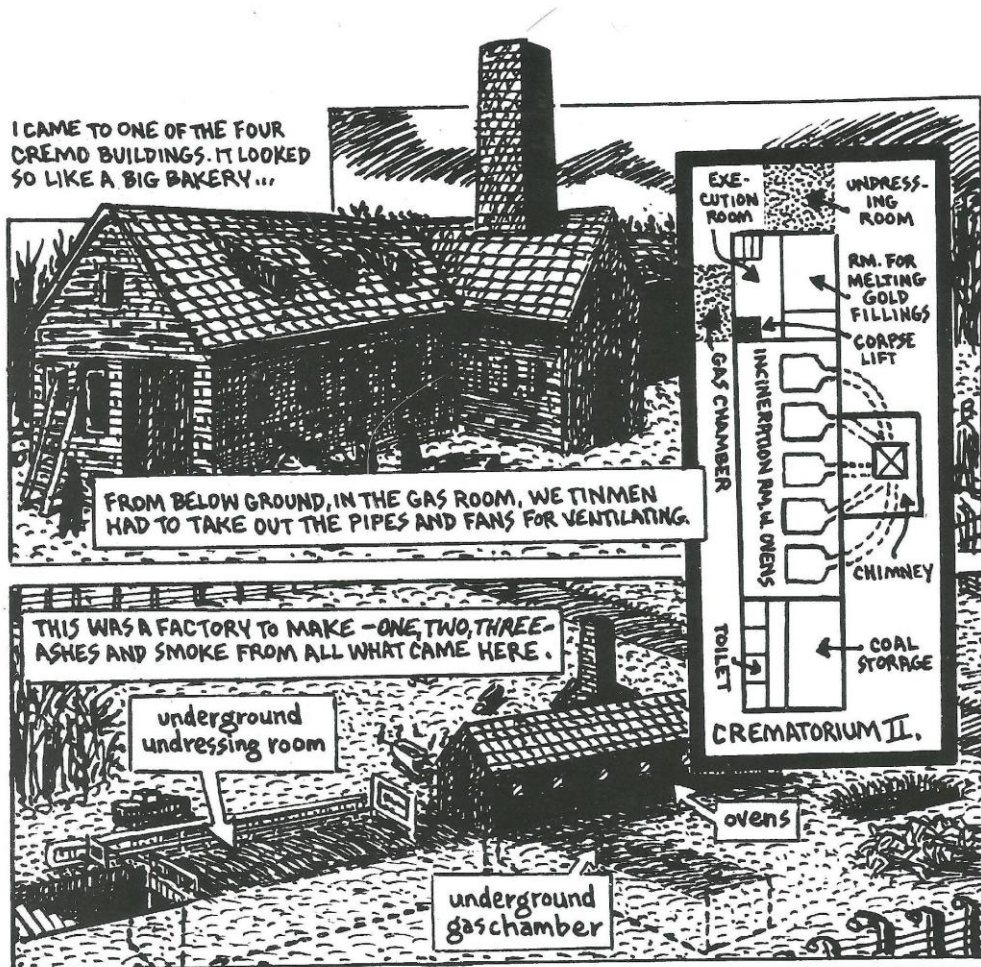 I CAME TO ONE OF THE FOUR
CREMO BUILDINGS. IT LOOKED
SO LIKE A BIG BAKERY...
FROM BELOW GROUND, IN THE GAS ROOM, WE TINMEN
HAD TO TAKE OUT THE PIPES AND FANS FOR VENTILATING.
EXE-
CUTION
ROOM
UNDRESS-
ING
ROOM
RM. FOR
MELTING
GOLD
FILLINGS
CORPSE
LIFT
GAS CHAMBER
INCINERATION RM. W. OVENS
CHIMNEY
TOILET
COAL
STORAGE
CREMATORIUM II.
THIS WAS A FACTORY TO MAKE -ONE, TWO, THREE-
ASHES AND SMOKE FROM ALL WHAT CAME HERE.
underground
undressing room
ovens
underground
gas chamber